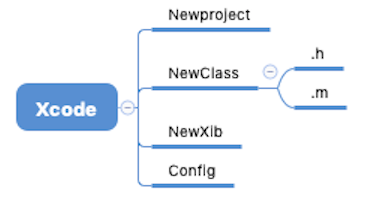 Xcode
Newproject
NewClass
.h
.m
NewXib
Config